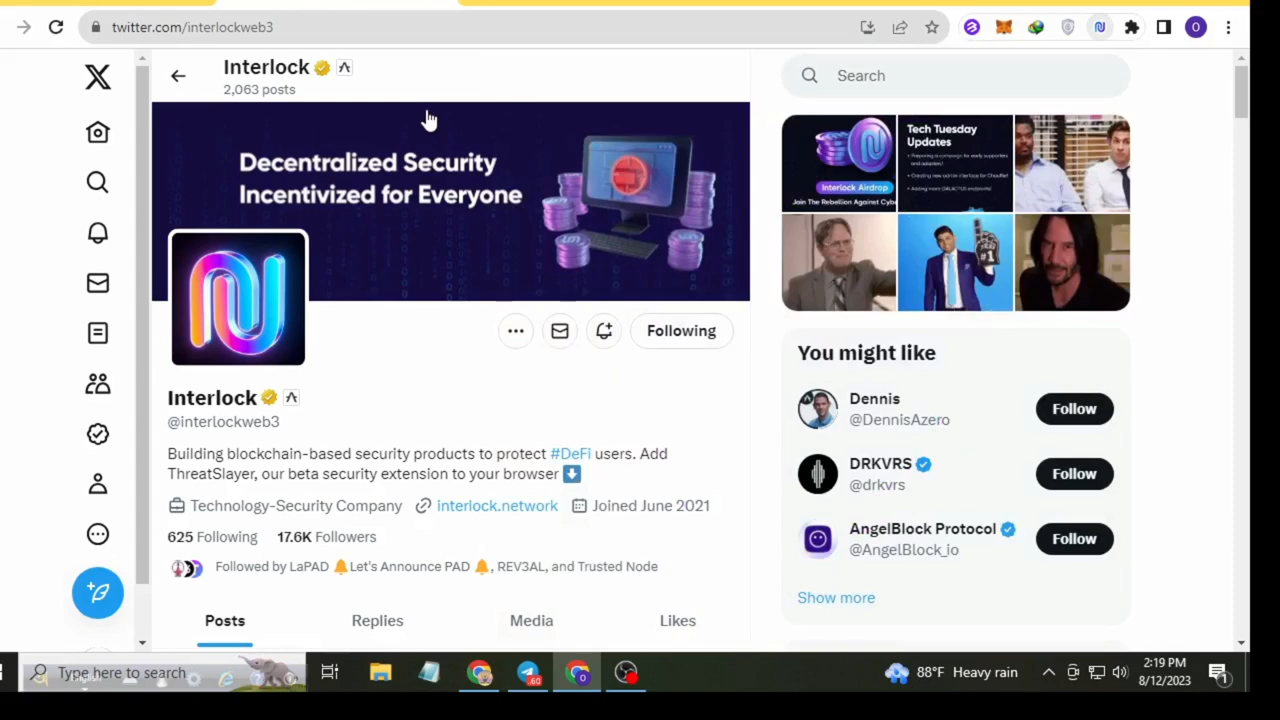 twitter.com/interlockweb3
O
Interlock
2,063 posts
Search
Decentralized Security
Incentivized for Everyone
Interlock Airdrop
Join The Rebellion Against Cybe
Tech Tuesday
Updates
#1
Following
Interlock
@interlockweb3
Building blockchain-based security products to protect #DeFi users. Add
ThreatSlayer, our beta security extension to your browser
Technology-Security Company interlock.network Joined June 2021
625 Following 17.6K Followers
Followed by LaPAD 🔔Let's Announce PAD 🔔, REV3AL, and Trusted Node
Posts Replies Media Likes
You might like
Dennis
@DennisAzero
Follow
DRKVRS
@drkvrs
Follow
AngelBlock Protocol
@AngelBlock_io
Follow
Show more
Type here to search
60
88°F Heavy rain
2:19 PM
8/12/2023
1